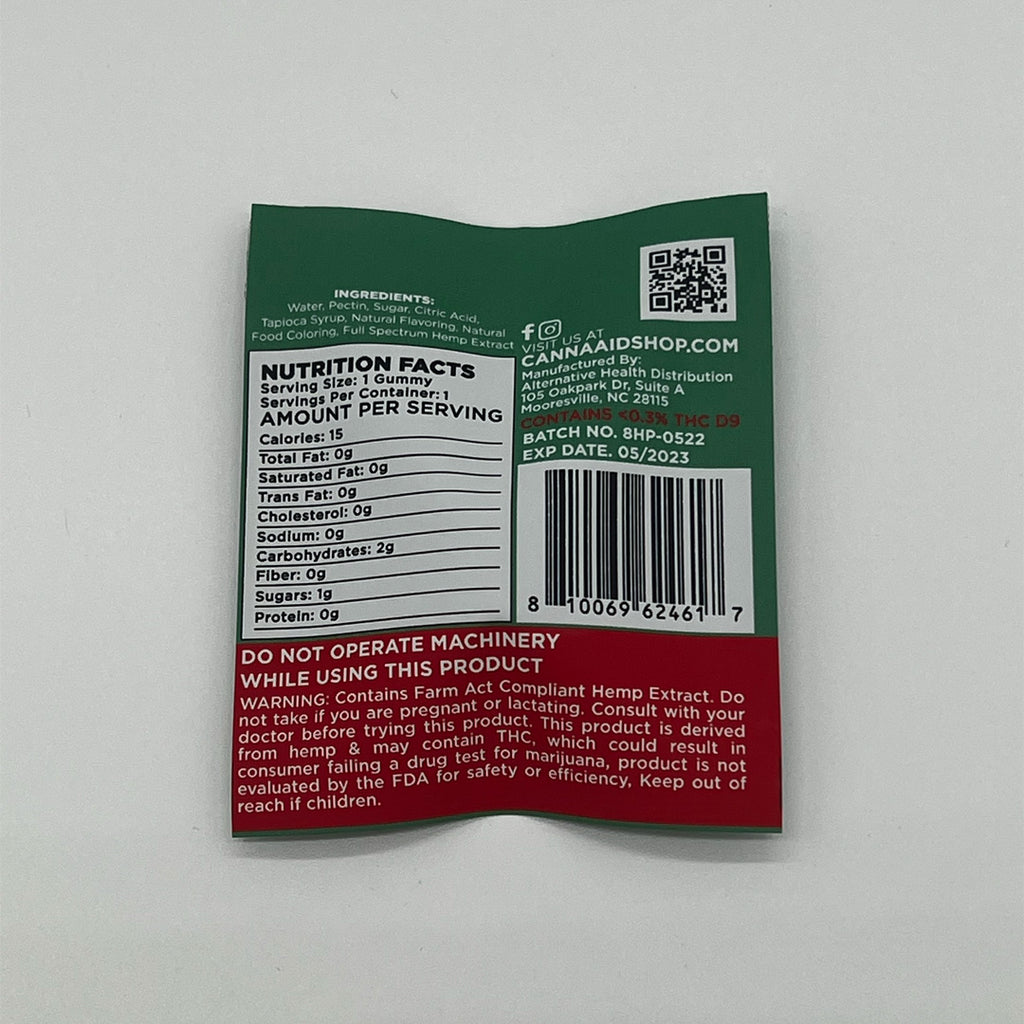 INGREDIENTS:
Water, Pectin, Sugar, Citric Acid,
Tapioca Syrup, Natural Flavoring, Natural
Food Coloring, Full Spectrum Hemp Extract
NUTRITION FACTS
Serving Size: 1 Gummy
Servings Per Container: 1
AMOUNT PER SERVING
Calories: 15
Total Fat: 0g
Saturated Fat: 0g
Trans Fat: 0g
Cholesterol: 0g
Sodium: 0g
Carbohydrates: 2g
Fiber: 0g
Sugars: 1g
Protein: 0g
VISIT US AT
CANNAAIDSHOP.COM
Manufactured By:
Alternative Health Distribution
105 Oakpark Dr, Suite A
Mooresville, NC 28115
CONTAINS <0.3% THC D9
BATCH NO. 8HP-0522
EXP DATE. 05/2023
8 10069 62461 7
DO NOT OPERATE MACHINERY
WHILE USING THIS PRODUCT
WARNING: Contains Farm Act Compliant Hemp Extract. Do
not take if you are pregnant or lactating. Consult with your
doctor before trying this product. This product is derived
from hemp & may contain THC, which could result in
consumer failing a drug test for marijuana, product is not
evaluated by the FDA for safety or efficiency, Keep out of
reach if children.